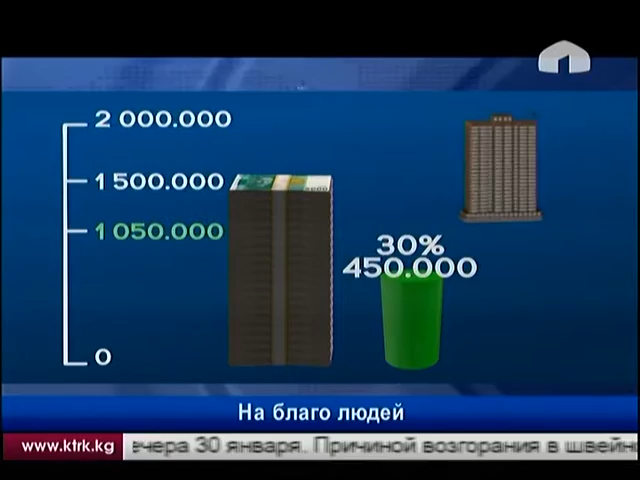 2 000.000
1 500.000
1 050.000
30%
450.000
0
На благо людей
www.ktrk.kg
ечера 30 января. Причиной возгорания в швейн